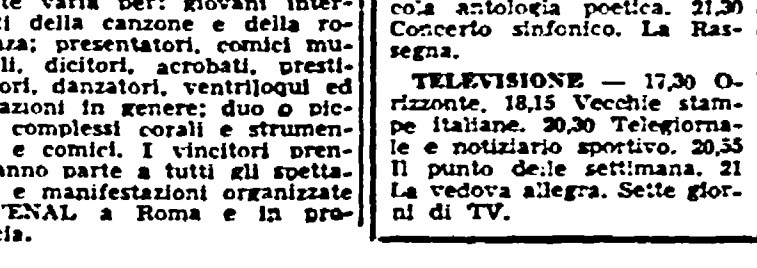 te varia per: giovani inter-
ti della canzone e della ro-
nza; presentatori, comici mu-
li, dicitori, acrobati, presti-
tori, danzatori, ventriloqui ed
azioni in genere; duo o pic-
complessi corali e strumen-
e comici. I vincitori pren-
anno parte a tutti gli spetta-
e manifestazioni organizzate
'ENAL a Roma e in pro-
cia.
cola antologia poetica. 21,30
Concerto sinfonico. La Ras-
segna.
TELEVISIONE — 17,30 O-
rizzonte. 18,15 Vecchie stam-
pe italiane. 20,30 Telegiorna-
le e notiziario sportivo. 20,55
Il punto delle settimana. 21
La vedova allegra. Sette gior-
ni di TV.